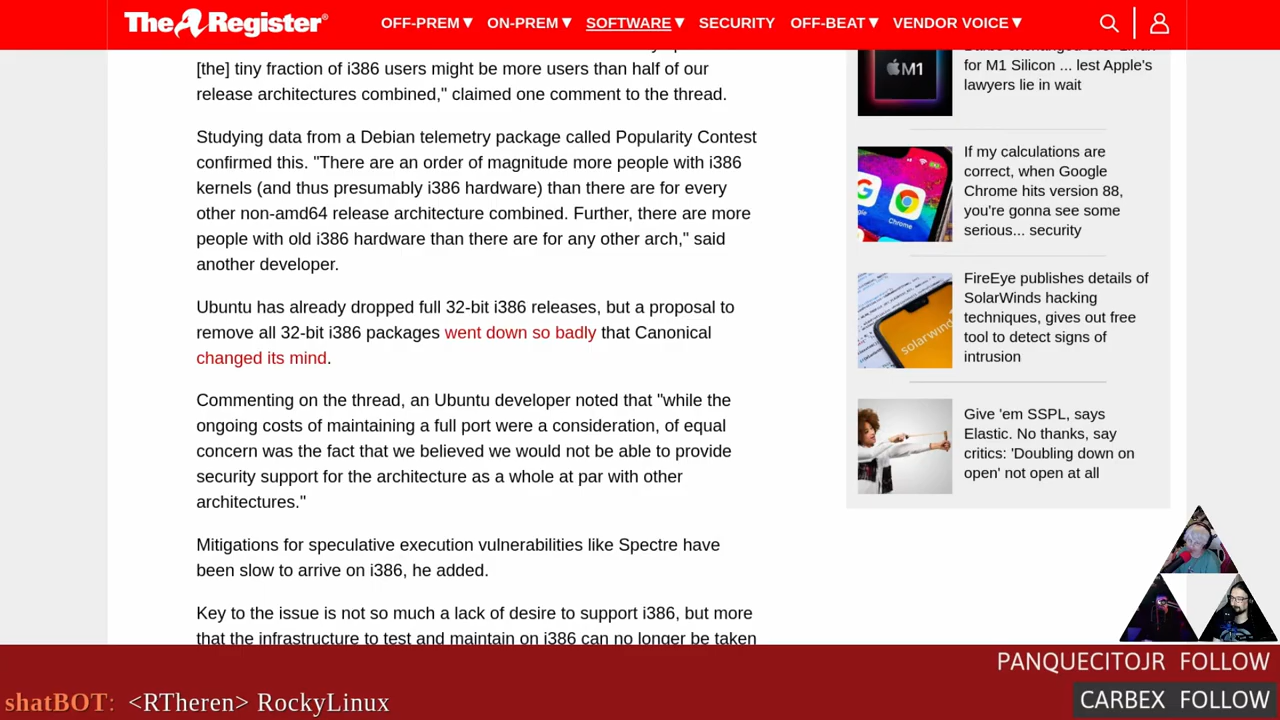 The Register®
OFF-PREM▼ ON-PREM▼ SOFTWARE▼ SECURITY OFF-BEAT▼ VENDOR VOICE▼
[the] tiny fraction of i386 users might be more users than half of our
release architectures combined," claimed one comment to the thread.
Studying data from a Debian telemetry package called Popularity Contest
confirmed this. "There are an order of magnitude more people with i386
kernels (and thus presumably i386 hardware) than there are for every
other non-amd64 release architecture combined. Further, there are more
people with old i386 hardware than there are for any other arch," said
another developer.
Ubuntu has already dropped full 32-bit i386 releases, but a proposal to
remove all 32-bit i386 packages went down so badly that Canonical
changed its mind.
Commenting on the thread, an Ubuntu developer noted that "while the
ongoing costs of maintaining a full port were a consideration, of equal
concern was the fact that we believed we would not be able to provide
security support for the architecture as a whole at par with other
architectures."
Mitigations for speculative execution vulnerabilities like Spectre have
been slow to arrive on i386, he added.
Key to the issue is not so much a lack of desire to support i386, but more
that the infrastructure to test and maintain on i386 can no longer be taken
M1
for M1 Silicon ... lest Apple's
lawyers lie in wait
Chrome
If my calculations are
correct, when Google
Chrome hits version 88,
you're gonna see some
serious... security
solarwinds
FireEye publishes details of
SolarWinds hacking
techniques, gives out free
tool to detect signs of
intrusion
Give 'em SSPL, says
Elastic. No thanks, say
critics: 'Doubling down on
open' not open at all
PANQUECITOJR FOLLOW
shatBOT: <RTheren> RockyLinux
CARBEX FOLLOW